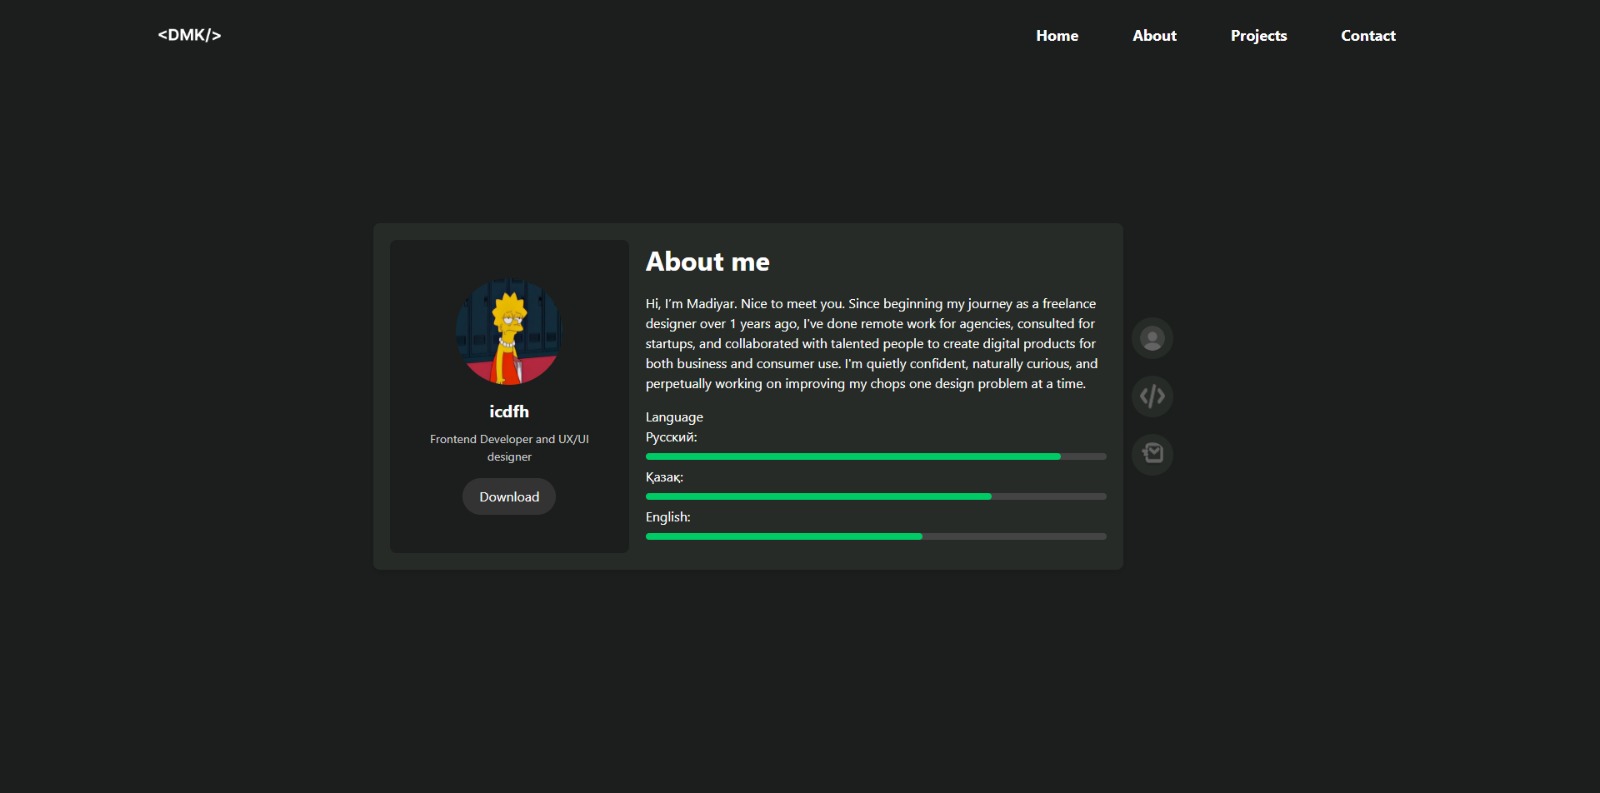 <DMK/>
Home
About
Projects
Contact
icdfh
Frontend Developer and UX/UI
designer
Download
About me
Hi, I’m Madiyar. Nice to meet you. Since beginning my journey as a freelance
designer over 1 years ago, I've done remote work for agencies, consulted for
startups, and collaborated with talented people to create digital products for
both business and consumer use. I'm quietly confident, naturally curious, and
perpetually working on improving my chops one design problem at a time.
Language
Русский:
Қазақ:
English: